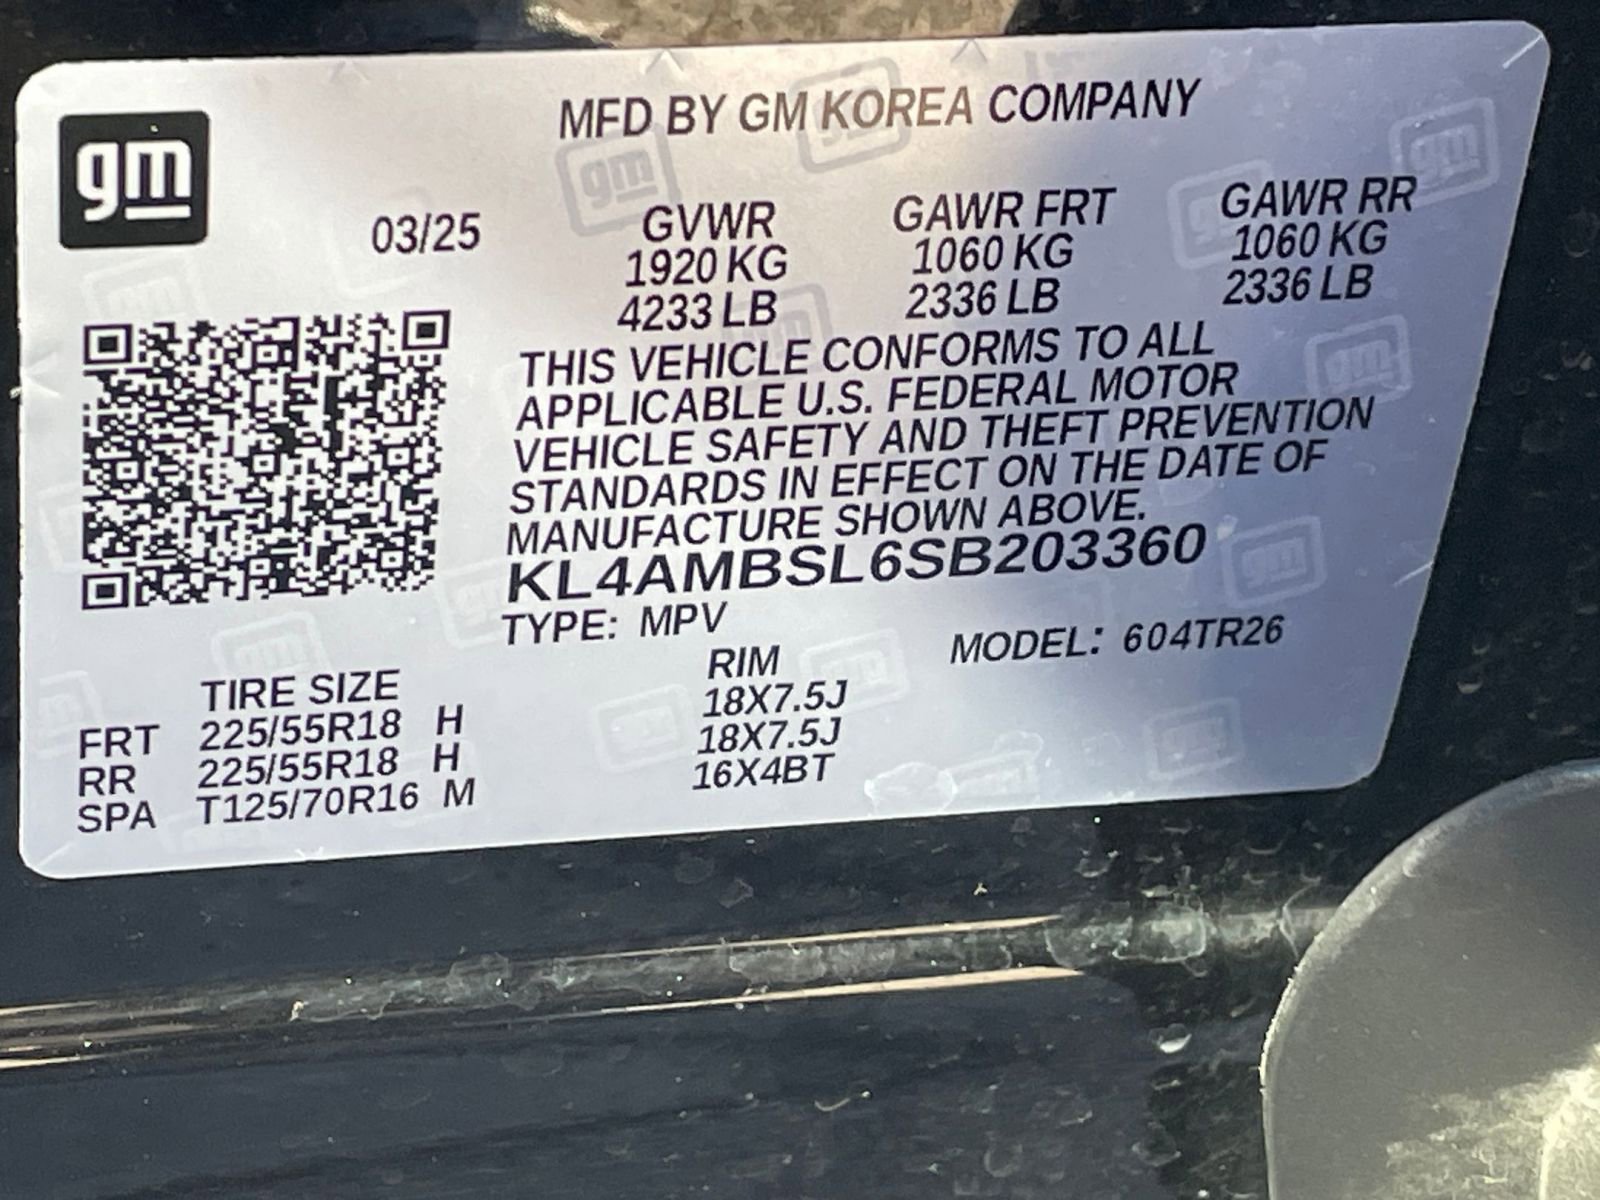 gm
MFD BY GM KOREA COMPANY
03/25
GVWR GAWR FRT GAWR RR
1920 KG 1060 KG 1060 KG
4233 LB 2336 LB 2336 LB
THIS VEHICLE CONFORMS TO ALL
APPLICABLE U.S. FEDERAL MOTOR
VEHICLE SAFETY AND THEFT PREVENTION
STANDARDS IN EFFECT ON THE DATE OF
MANUFACTURE SHOWN ABOVE.
KL4AMBSL6SB203360
TYPE: MPV MODEL: 604TR26
TIRE SIZE RIM
FRT 225/55R18 H 18X7.5J
RR 225/55R18 H 18X7.5J
SPA T125/70R16 M 16X4BT